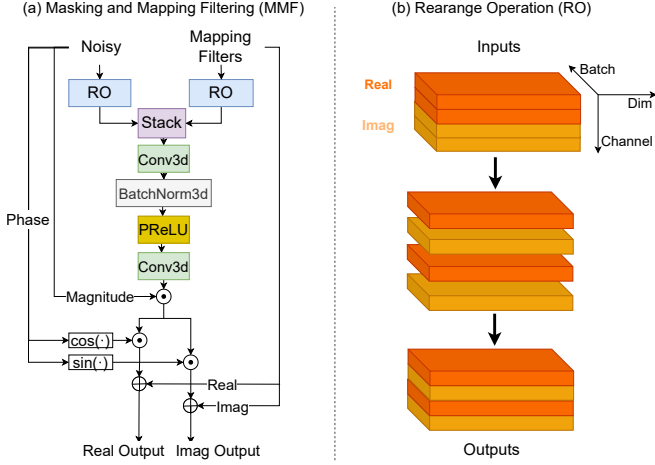 (a) Masking and Mapping Filtering (MMF)
Noisy
Mapping
Filters
RO
RO
Stack
Conv3d
BatchNorm3d
PReLU
Conv3d
Phase
Magnitude
cos(·)
sin(·)
Real
Imag
Real Output
Imag Output
(b) Rearange Operation (RO)
Inputs
Real
Imag
Batch
Dim
Channel
Outputs